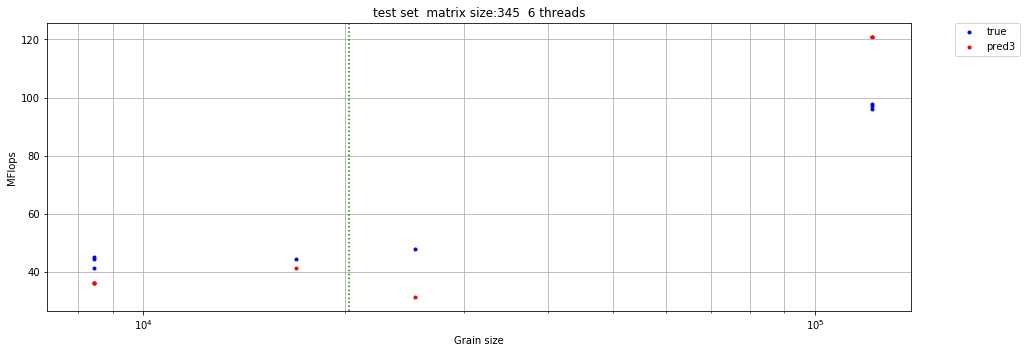 test set  matrix size:345  6 threads
true
pred3
120
100
80
60
40
MFlops
10^4
10^5
Grain size